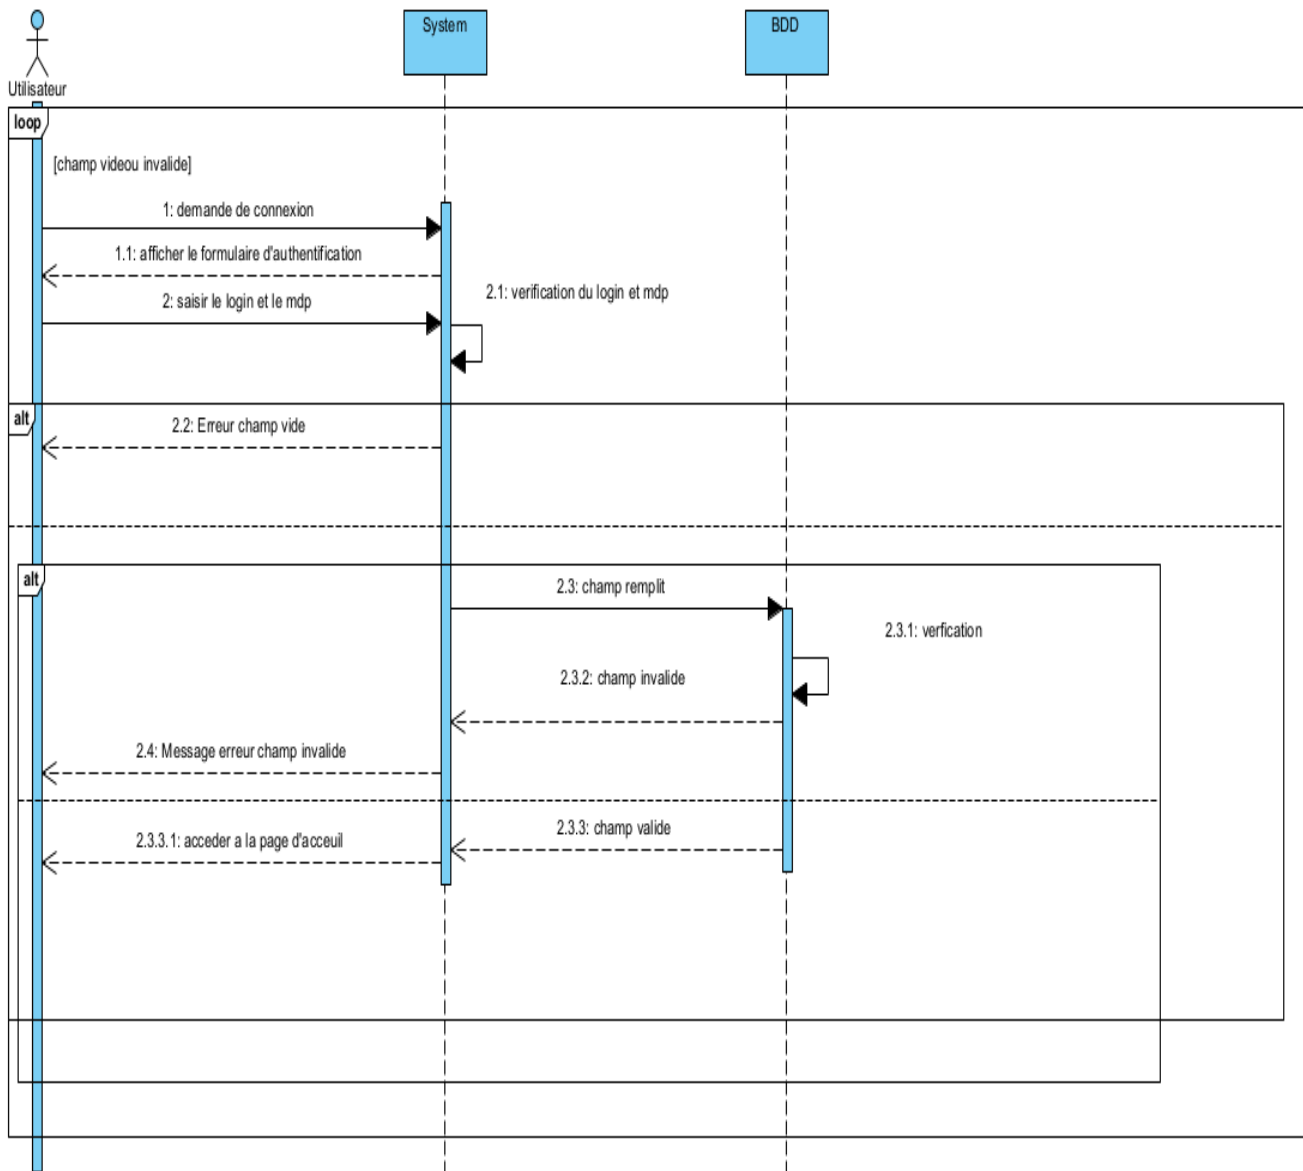 System
BDD
Utilisateur
loop
[champ videou invalide]
1: demande de connexion
1.1: afficher le formulaire d'authentification
2: saisir le login et le mdp
2.1: verification du login et mdp
alt
2.2: Erreur champ vide
alt
2.3: champ remplit
2.3.1: verfication
2.3.2: champ invalide
2.4: Message erreur champ invalide
2.3.3: champ valide
2.3.3.1: acceder a la page d'acceuil